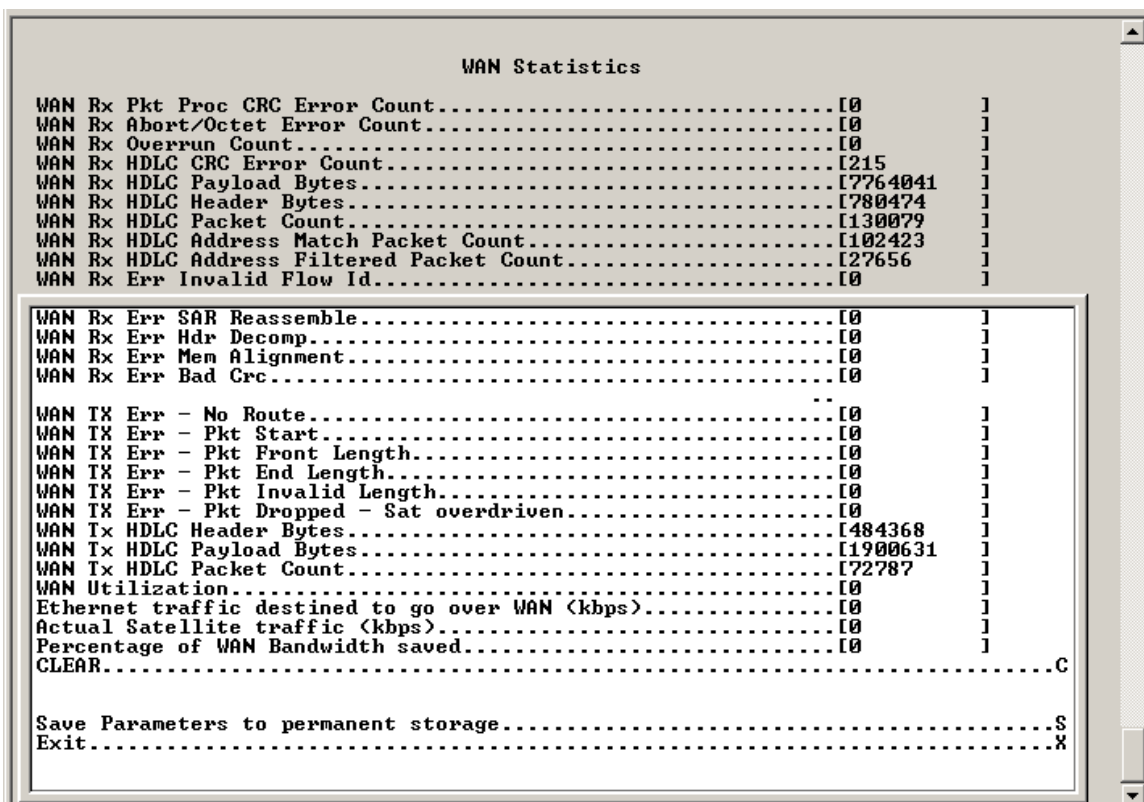 WAN Statistics
WAN Rx Pkt Proc CRC Error Count...............................[0 ]
WAN Rx Abort/Octet Error Count................................[0 ]
WAN Rx Overrun Count..........................................[0 ]
WAN Rx HDLC CRC Error Count...................................[215 ]
WAN Rx HDLC Payload Bytes.....................................[7764041 ]
WAN Rx HDLC Header Bytes......................................[780474 ]
WAN Rx HDLC Packet Count......................................[130079 ]
WAN Rx HDLC Address Match Packet Count........................[102423 ]
WAN Rx HDLC Address Filtered Packet Count.....................[27656 ]
WAN Rx Err Invalid Flow Id....................................[0 ]
WAN Rx Err SAR Reassemble.....................................[0 ]
WAN Rx Err Hdr Decomp.........................................[0 ]
WAN Rx Err Mem Alignment......................................[0 ]
WAN Rx Err Bad Crc............................................[0 ]
WAN TX Err - No Route.........................................[0 ]
WAN TX Err - Pkt Start........................................[0 ]
WAN TX Err - Pkt Front Length.................................[0 ]
WAN TX Err - Pkt End Length...................................[0 ]
WAN TX Err - Pkt Invalid Length...............................[0 ]
WAN TX Err - Pkt Dropped - Sat overdriven.....................[0 ]
WAN Tx HDLC Header Bytes......................................[484368 ]
WAN Tx HDLC Payload Bytes.....................................[1900631 ]
WAN Tx HDLC Packet Count......................................[72787 ]
WAN Utilization...............................................[0 ]
Ethernet traffic destined to go over WAN (kbps)...............[0 ]
Actual Satellite traffic (kbps)...............................[0 ]
Percentage of WAN Bandwidth saved.............................[0 ]
CLEAR.........................................................................C
Save Parameters to permanent storage..........................................S
Exit..........................................................................X